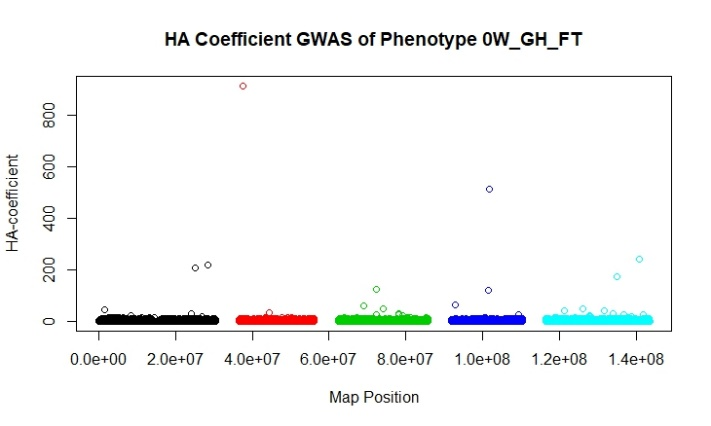 HA Coefficient GWAS of Phenotype 0W_GH_FT
HA-coefficient
800
600
400
200
0
0.0e+00 2.0e+07 4.0e+07 6.0e+07 8.0e+07 1.0e+08 1.2e+08 1.4e+08
Map Position